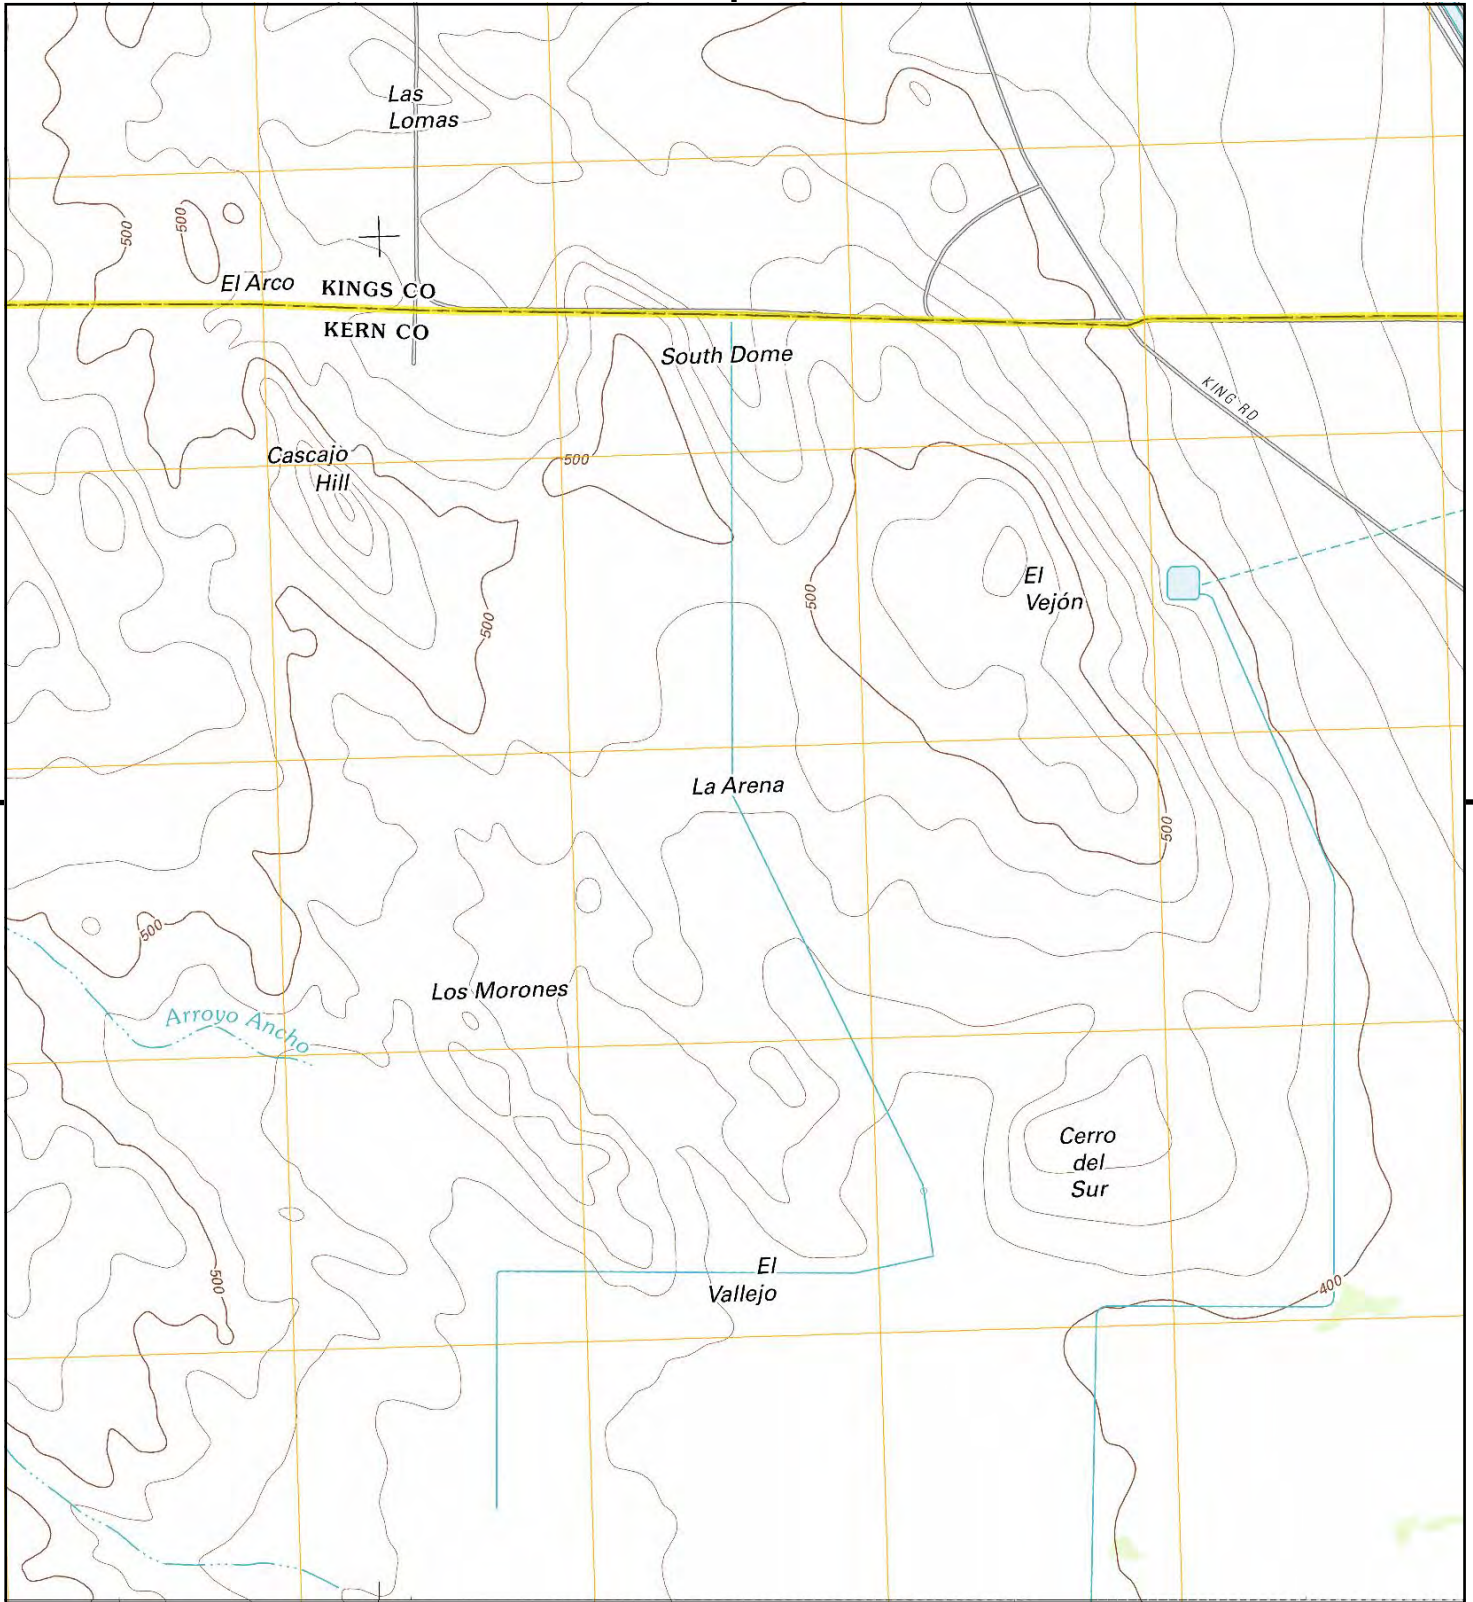 Las
Lomas
500
500
El Arco
KINGS CO
KERN CO
South Dome
KING RD
Cascajo
Hill
500
El
Vejón
500
500
La Arena
500
500
Los Morones
Arroyo Ancho
Cerro
del
Sur
El
Vallejo
500
400